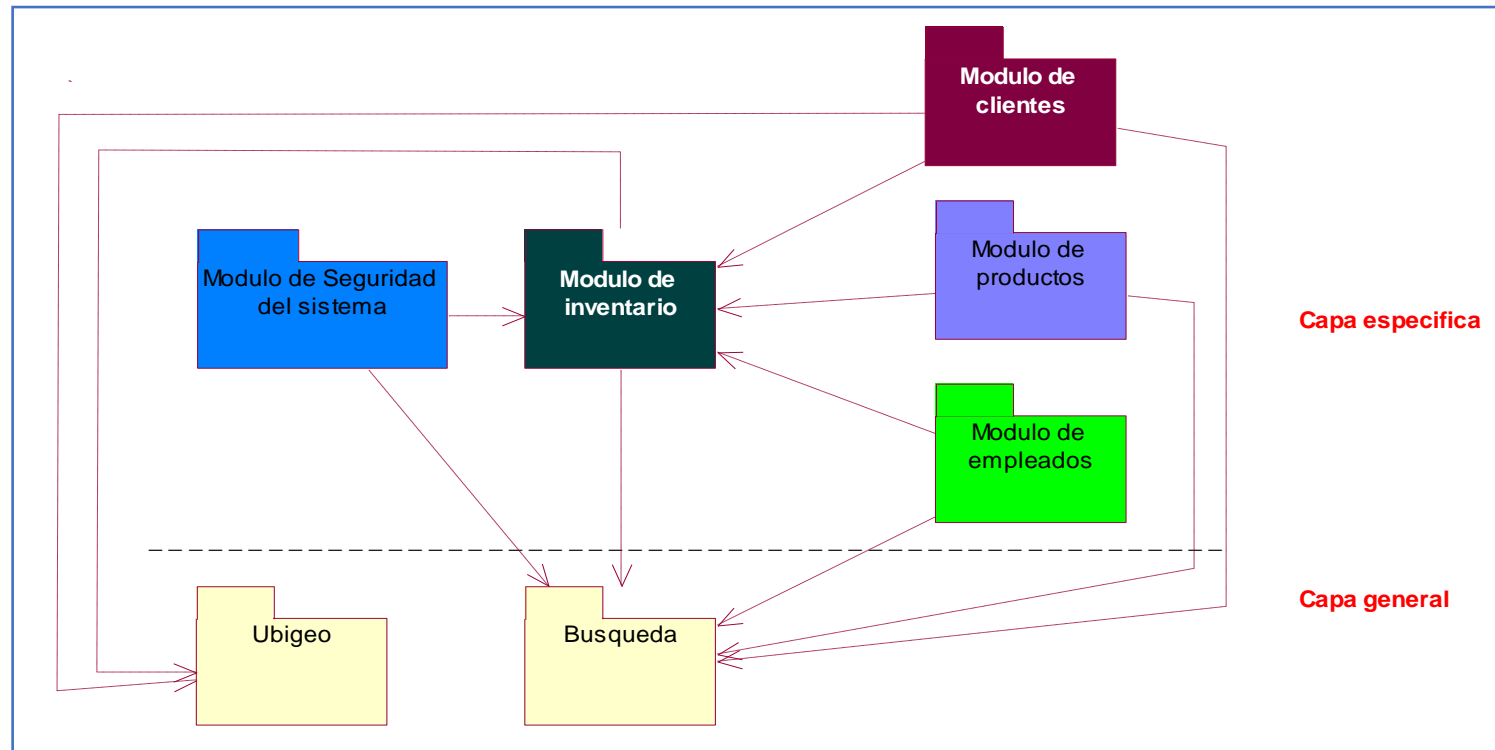 Modulo de
clientes
Modulo de
productos
Modulo de Seguridad
del sistema
Modulo de
inventario
Capa especifica
Modulo de
empleados
Capa general
Ubigeo
Busqueda